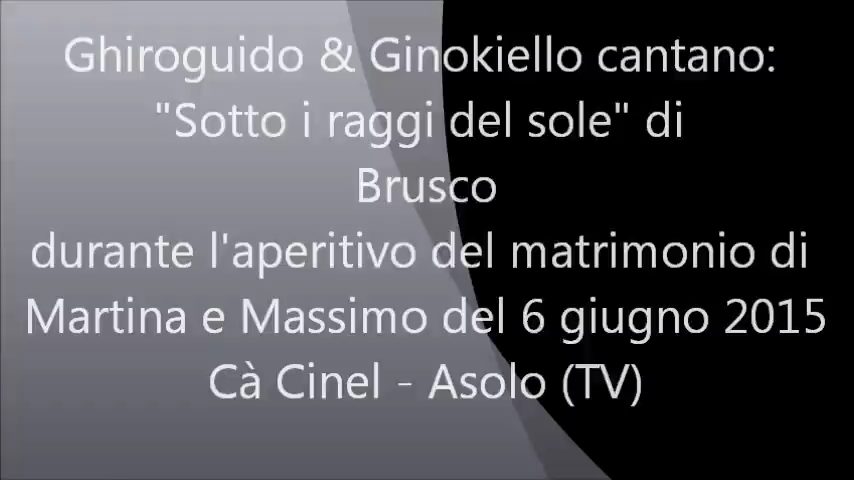 Ghiroguido & Ginokiello cantano:
"Sotto i raggi del sole" di
Brusco
durante l'aperitivo del matrimonio di
Martina e Massimo del 6 giugno 2015
Cà Cinel - Asolo (TV)